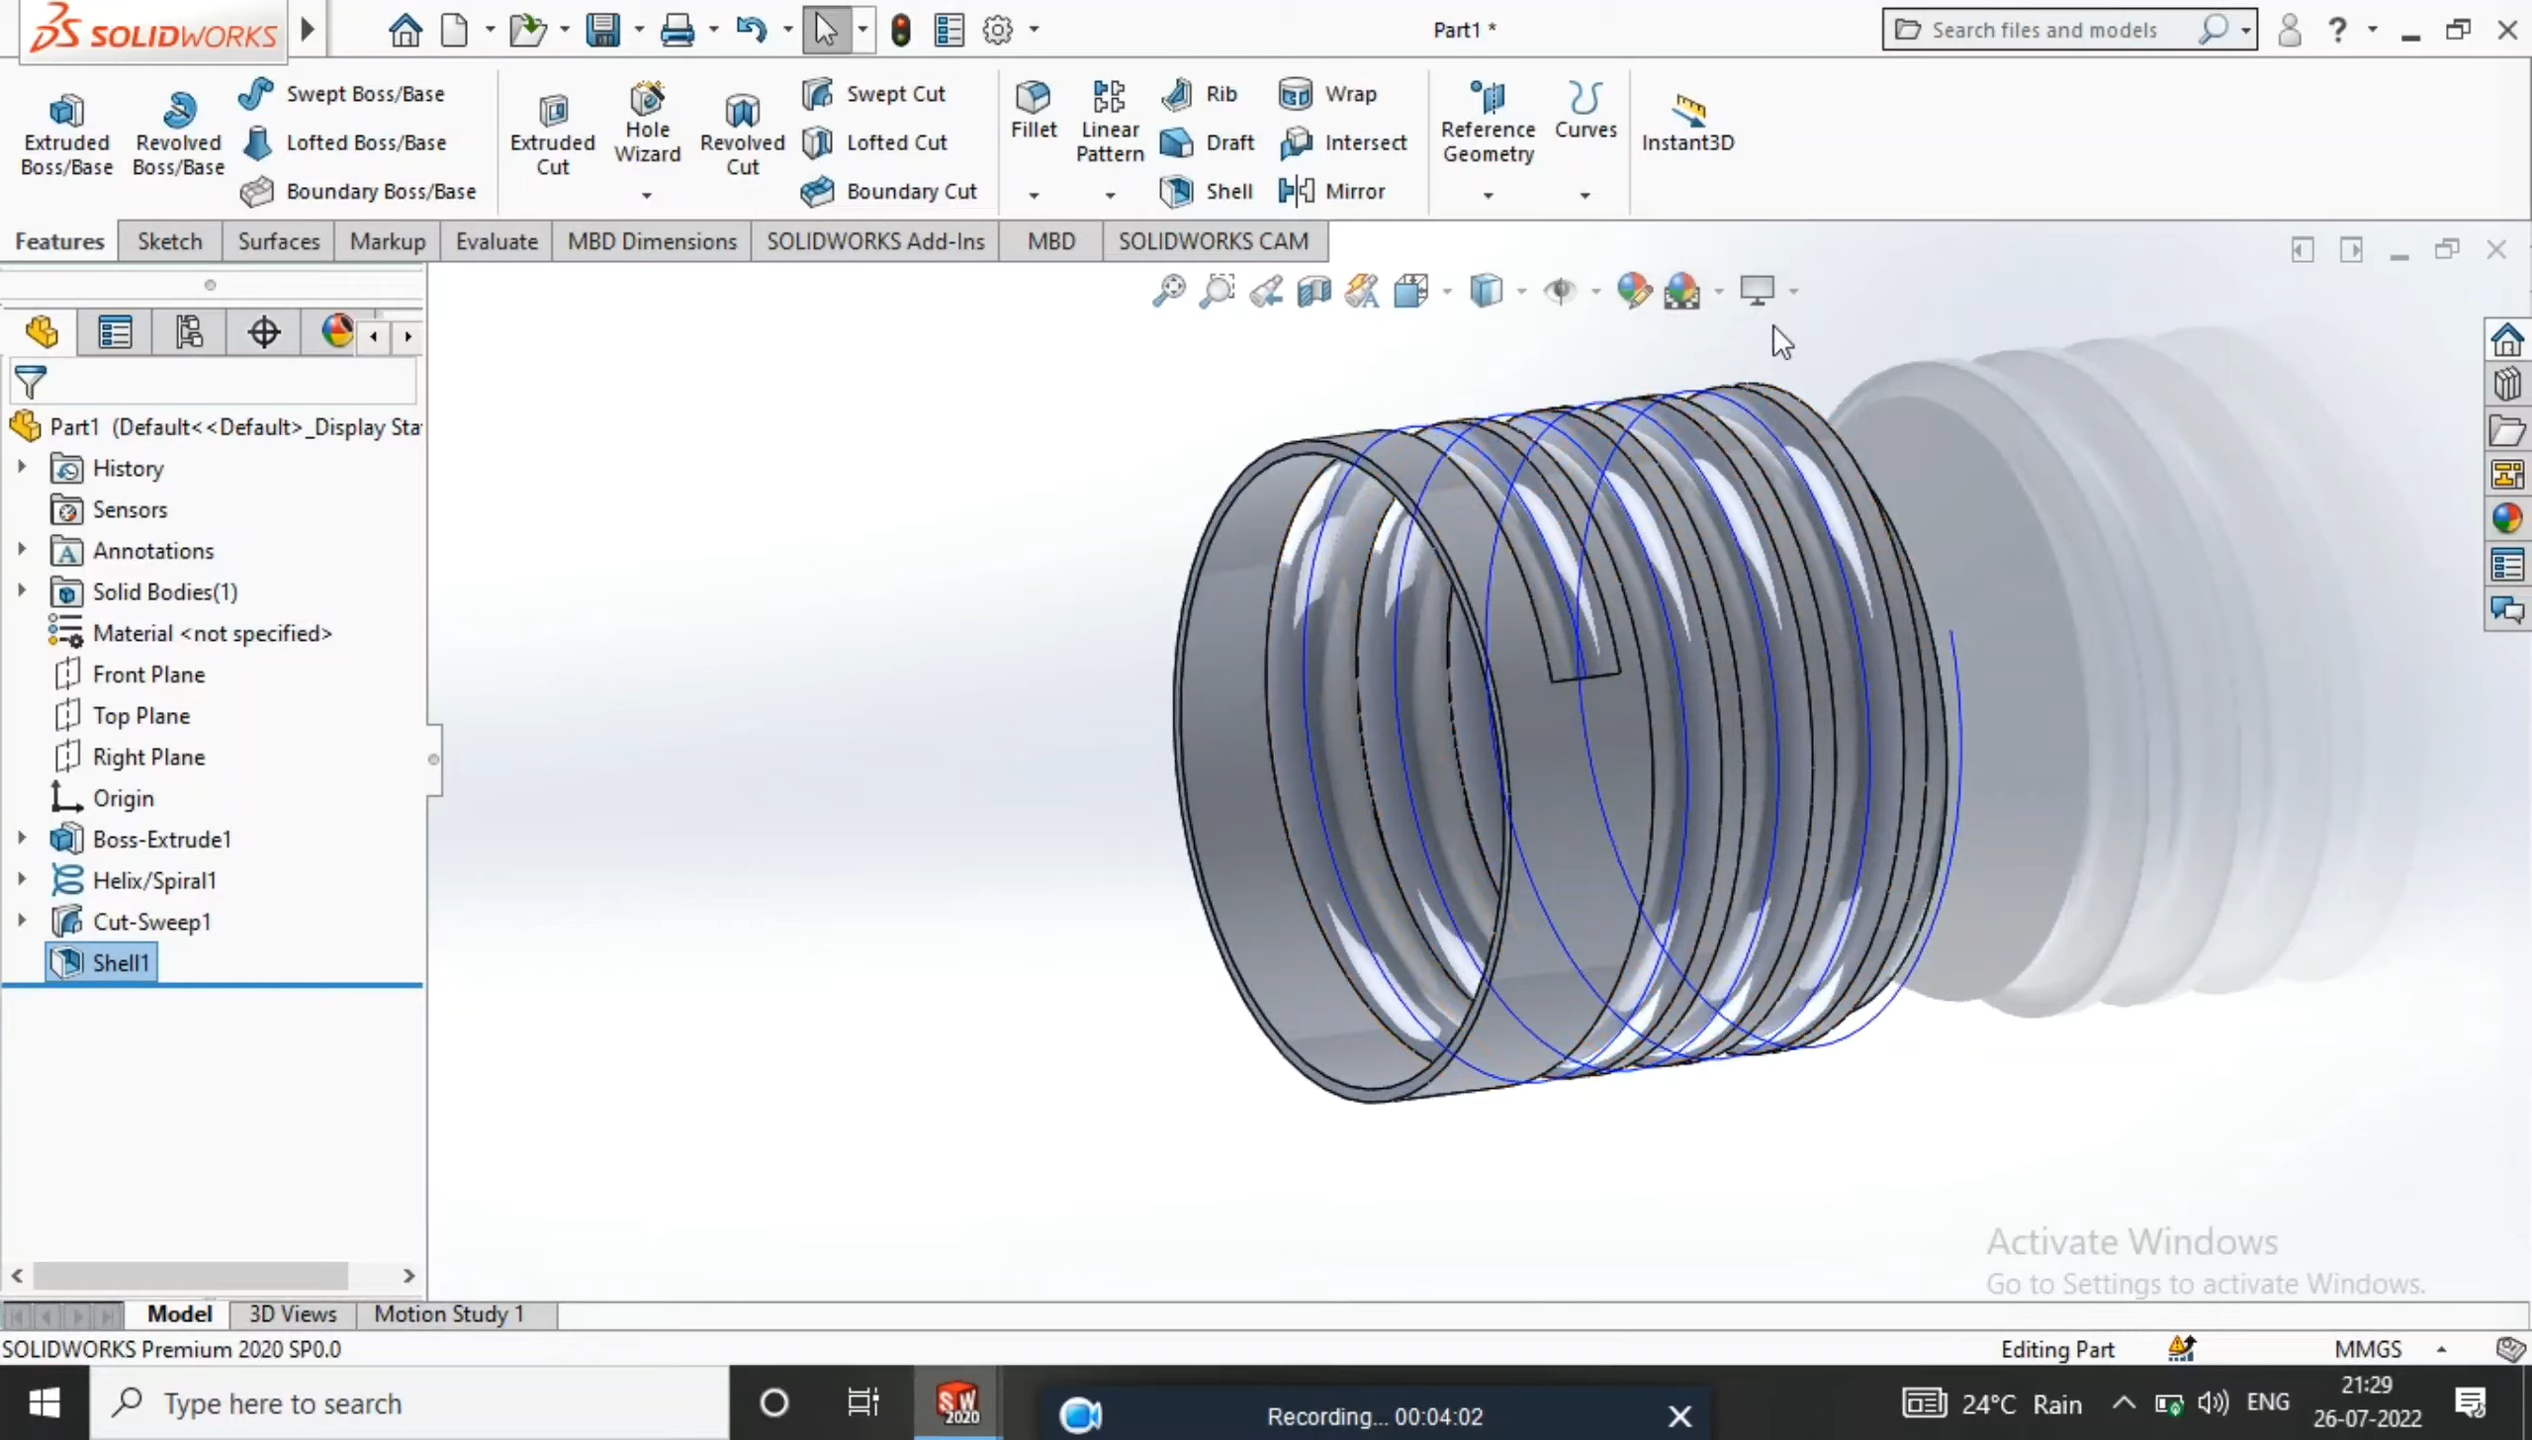 SOLIDWORKS
Part1 *
Search files and models
?
Extruded Boss/Base
Revolved Boss/Base
Swept Boss/Base
Lofted Boss/Base
Boundary Boss/Base
Extruded Cut
Hole Wizard
Revolved Cut
Swept Cut
Lofted Cut
Boundary Cut
Fillet
Linear Pattern
Rib
Draft
Shell
Wrap
Intersect
Mirror
Reference Geometry
Curves
Instant3D
Features
Sketch
Surfaces
Markup
Evaluate
MBD Dimensions
SOLIDWORKS Add-Ins
MBD
SOLIDWORKS CAM
Part1 (Default<<Default>_Display Sta
History
Sensors
Annotations
Solid Bodies(1)
Material <not specified>
Front Plane
Top Plane
Right Plane
Origin
Boss-Extrude1
Helix/Spiral1
Cut-Sweep1
Shell1
Activate Windows
Go to Settings to activate Windows.
Model
3D Views
Motion Study 1
SOLIDWORKS Premium 2020 SP0.0
Editing Part
MMGS
Type here to search
SW 2020
Recording... 00:04:02
24°C Rain
ENG
21:29
26-07-2022